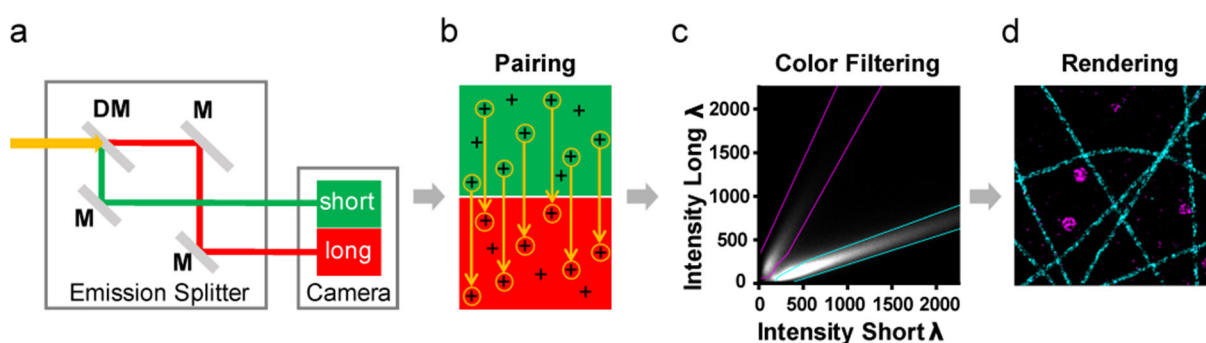 a
DM
M
M
M
short
long
Emission Splitter
Camera
b
Pairing
c
Color Filtering
Intensity Long λ
2000
1500
1000
500
0
0
500
1000
1500
2000
Intensity Short λ
d
Rendering